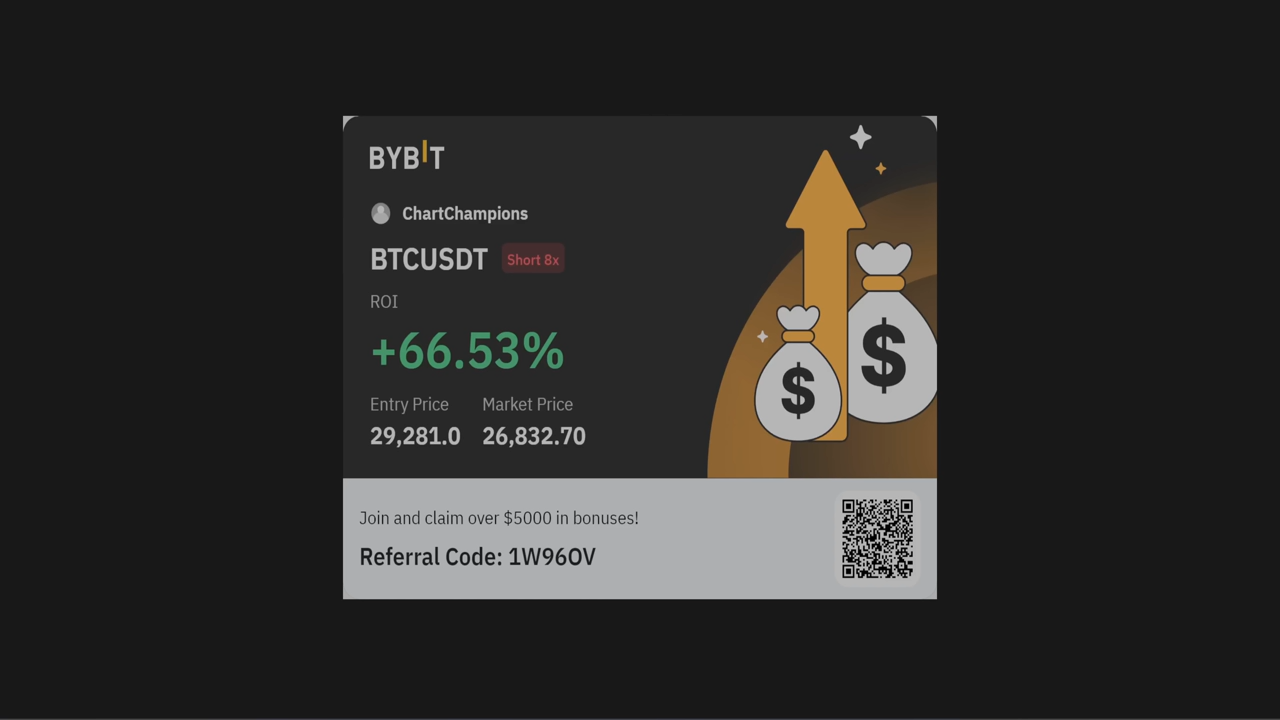 BYBIT
ChartChampions
BTCUSDT Short 8x
ROI
+66.53%
Entry Price Market Price
29,281.0 26,832.70
$ $
Join and claim over $5000 in bonuses!
Referral Code: 1W96OV